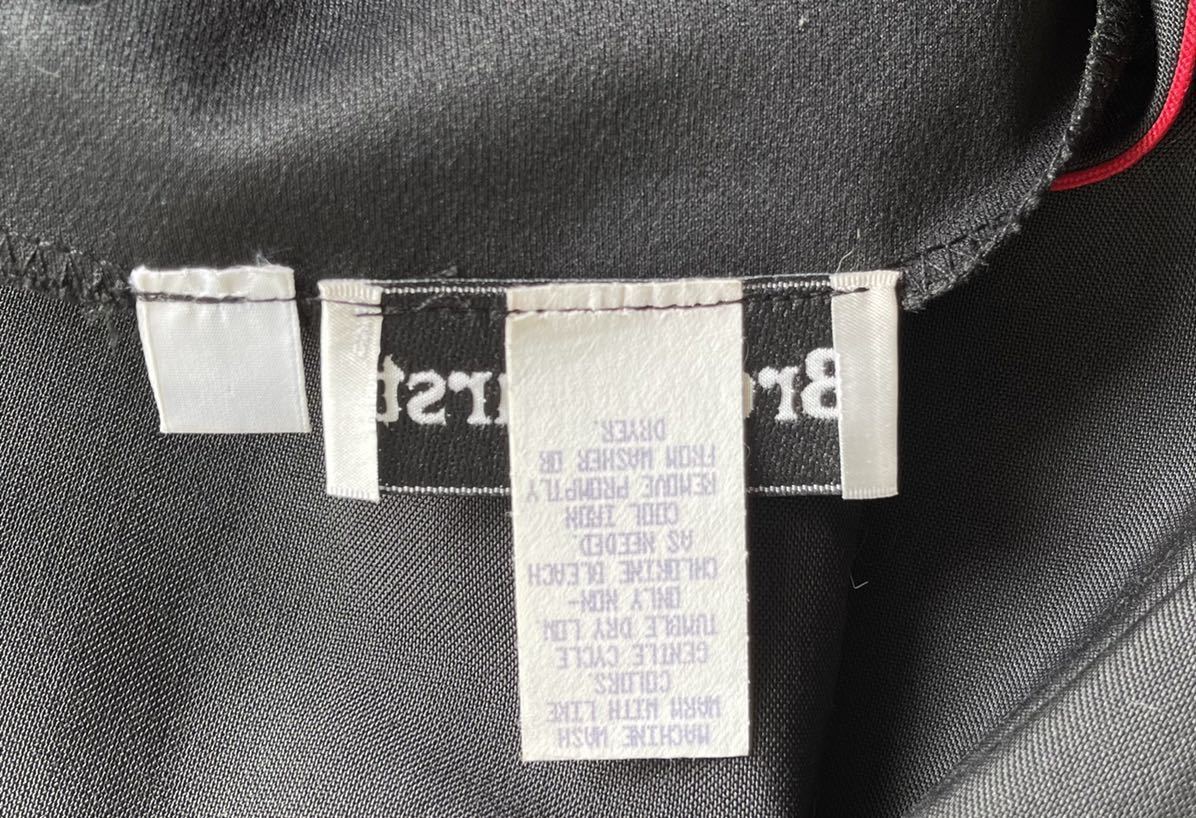 MACHINE WASH
WARM WITH LIKE
COLORS.
GENTLE CYCLE
TUMBLE DRY LOW.
ONLY NON-
CHLORINE BLEACH
AS NEEDED.
COOL IRON
REMOVE PROMPTLY
FROM WASHER OR
DRYER.